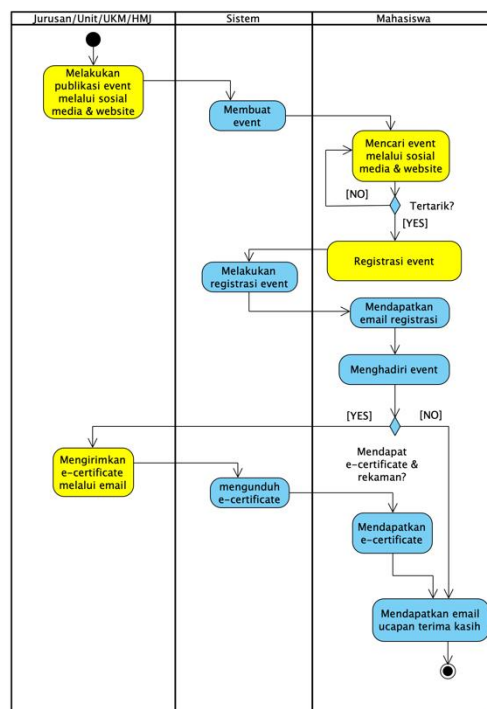 Jurusan/Unit/UKM/HMJ
Sistem
Mahasiswa
Melakukan
publikasi event
melalui sosial
media & website
Membuat
event
Mencari event
melalui sosial
media & website
[NO]
Tertarik?
[YES]
Registrasi event
Melakukan
registrasi event
Mendapatkan
email registrasi
Menghadiri event
[YES]
[NO]
Mendapat
e-certificate &
rekaman?
Mengirimkan
e-certificate
melalui email
mengunduh
e-certificate
Mendapatkan
e-certificate
Mendapatkan email
ucapan terima kasih